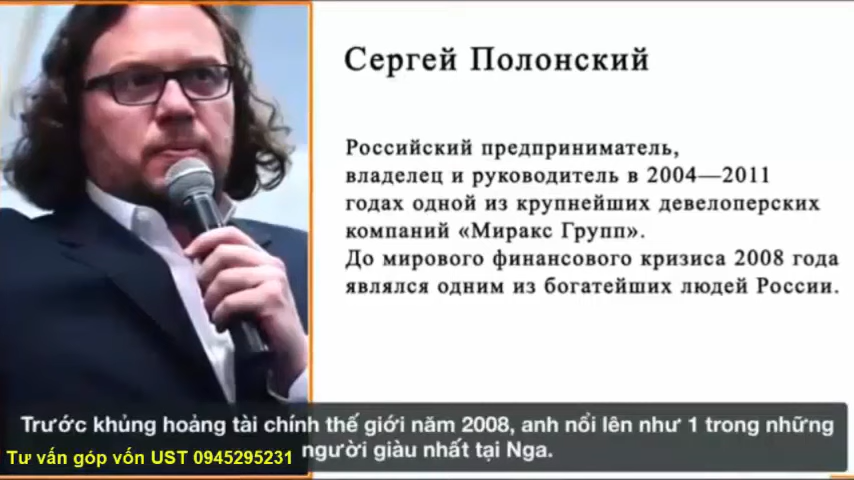 Сергей Полонский
Российский предприниматель,
владелец и руководитель в 2004—2011
годах одной из крупнейших девелоперских
компаний «Миракс Групп».
До мирового финансового кризиса 2008 года
являлся одним из богатейших людей России.
Trước khủng hoảng tài chính thế giới năm 2008, anh nổi lên như 1 trong những
người giàu nhất tại Nga.
Tư vấn góp vốn UST 0945295231